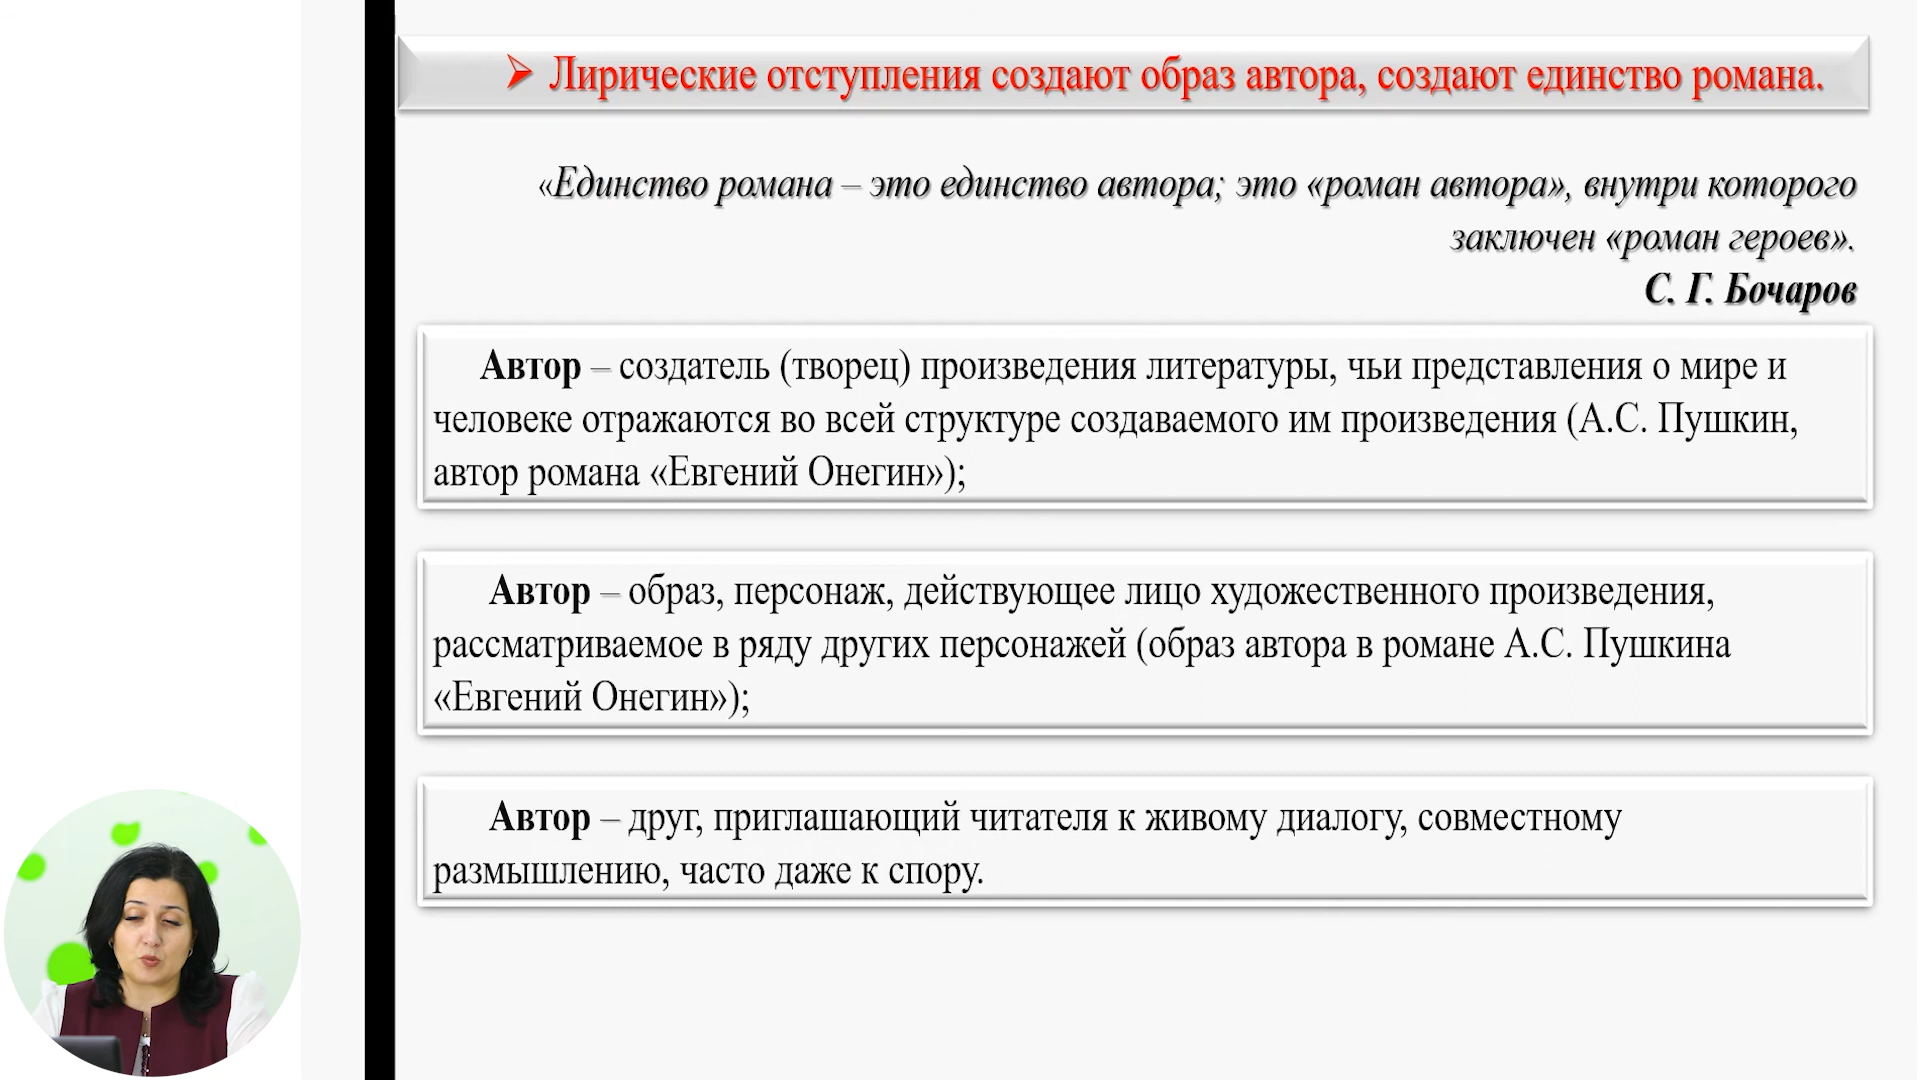 Лирические отступления создают образ автора, создают единство романа.
«Единство романа – это единство автора; это «роман автора», внутри которого
заключен «роман героев».
С. Г. Бочаров
Автор – создатель (творец) произведения литературы, чьи представления о мире и
человеке отражаются во всей структуре создаваемого им произведения (А.С. Пушкин,
автор романа «Евгений Онегин»);
Автор – образ, персонаж, действующее лицо художественного произведения,
рассматриваемое в ряду других персонажей (образ автора в романе А.С. Пушкина
«Евгений Онегин»);
Автор – друг, приглашающий читателя к живому диалогу, совместному
размышлению, часто даже к спору.